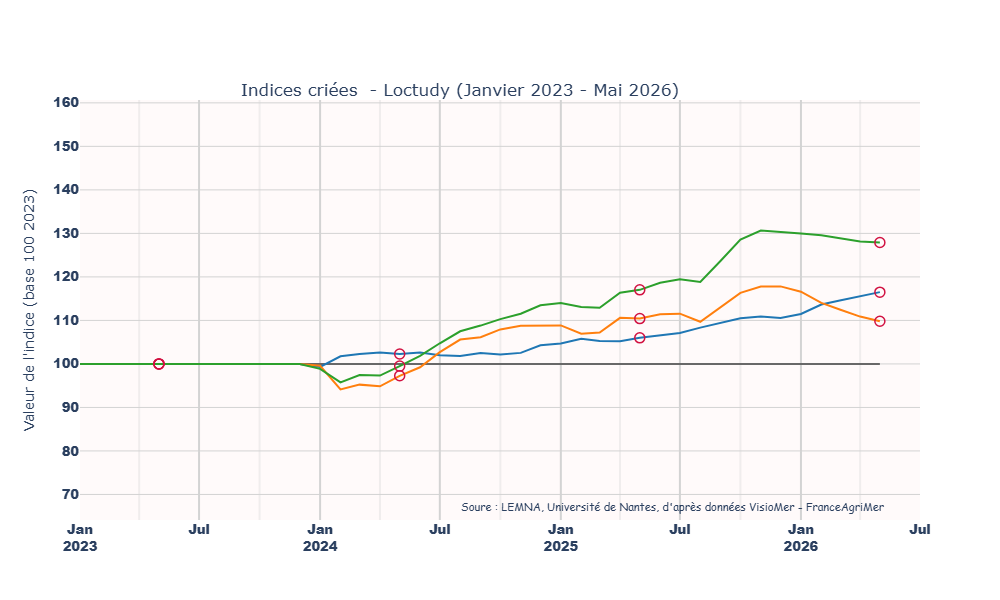 Indices criées - Loctudy (Janvier 2023 - Mai 2026)
Valeur de l'indice (base 100 2023)
160
150
140
130
120
110
100
90
80
70
Soure : LEMNA, Université de Nantes, d'après données VisioMer - FranceAgriMer
Jan Jul Jan Jul Jan Jul Jan Jul
2023 2024 2025 2026